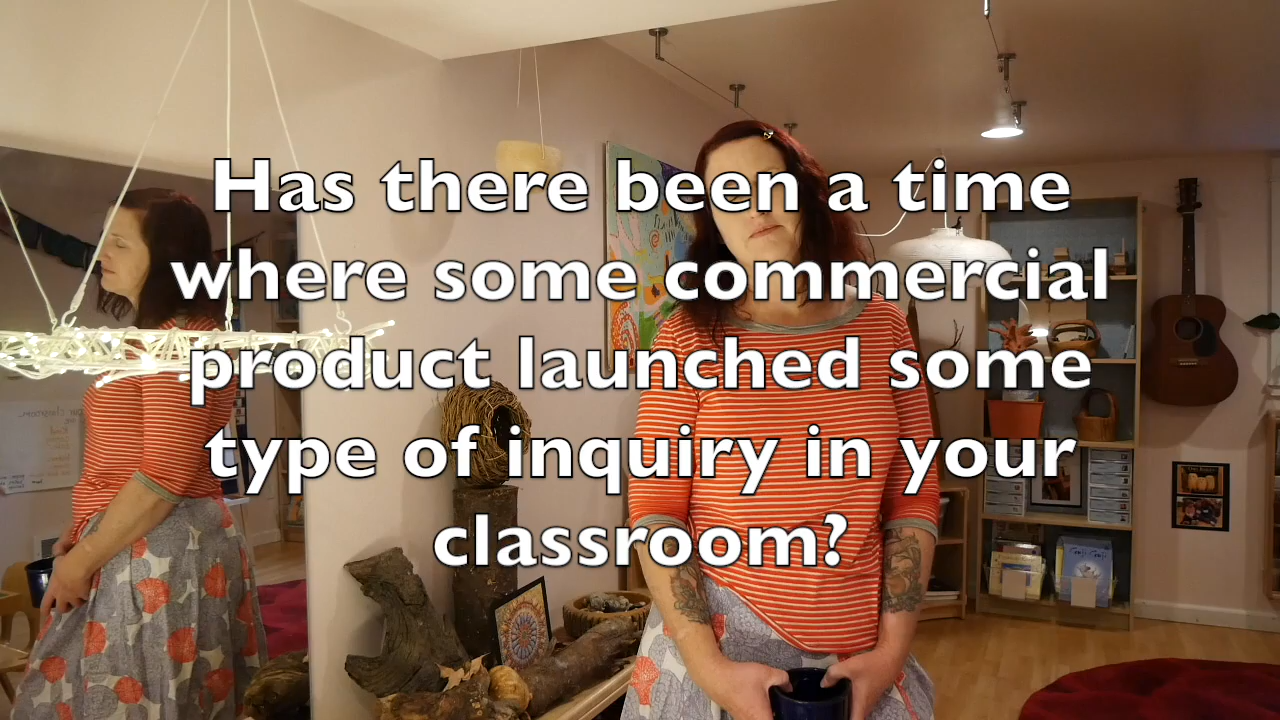 Has there been a time
where some commercial
product launched some
type of inquiry in your
classroom?